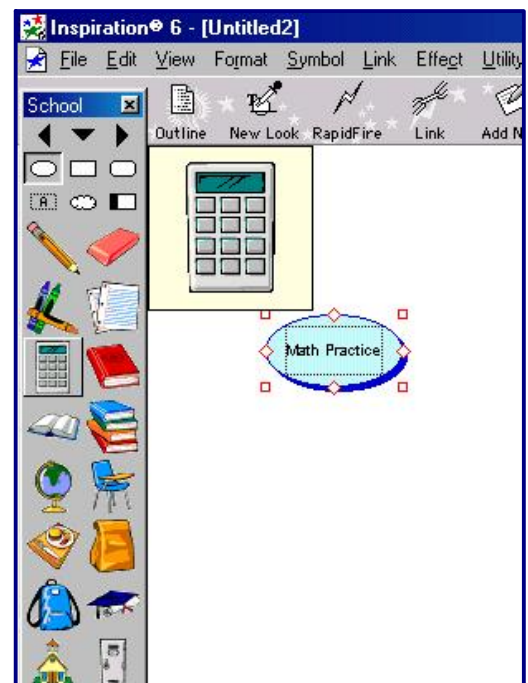 Inspiration® 6 - [Untitled2]
File Edit View Format Symbol Link Effect Utility
School
Outline New Look RapidFire Link Add N
A
Math Practice